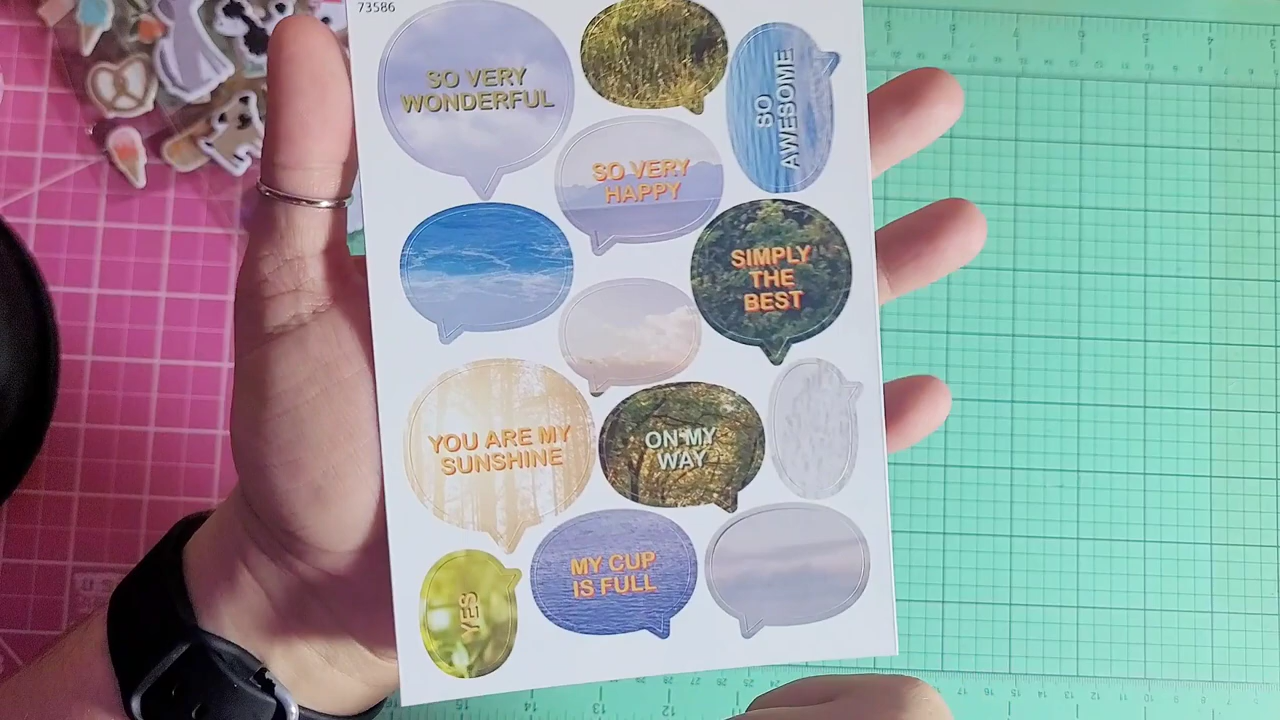 73586
SO VERY
WONDERFUL
SO
AWESOME
SO VERY
HAPPY
SIMPLY
THE
BEST
YOU ARE MY
SUNSHINE
ON MY
WAY
YES
MY CUP
IS FULL